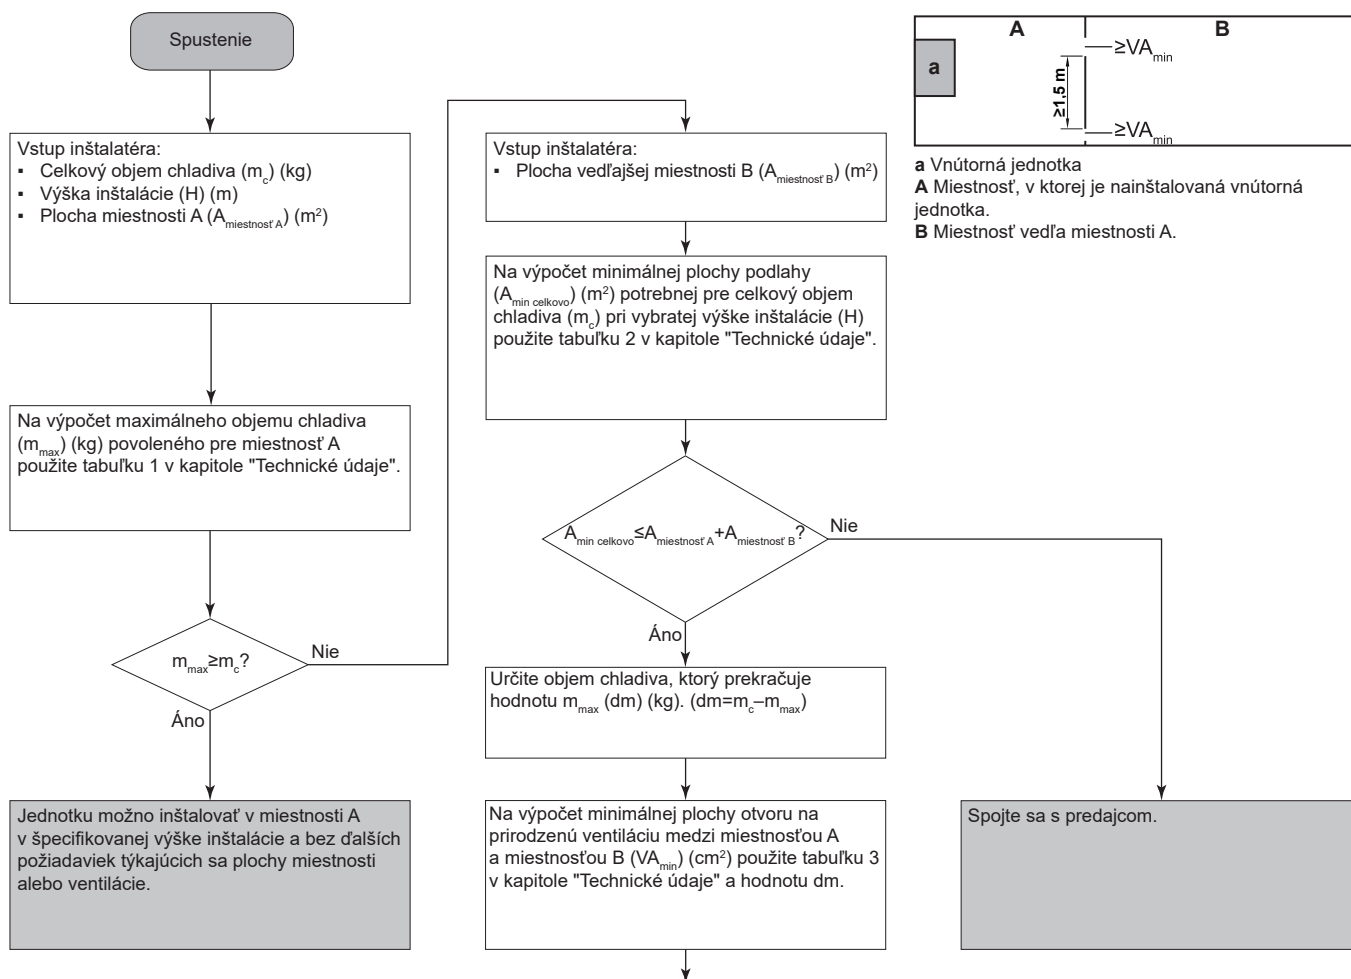 Spustenie
Vstup inštalatéra:
▪ Celkový objem chladiva (mc) (kg)
▪ Výška inštalácie (H) (m)
▪ Plocha miestnosti A (Amiestnosť A) (m²)
Na výpočet maximálneho objemu chladiva
(mmax) (kg) povoleného pre miestnosť A
použite tabuľku 1 v kapitole "Technické údaje".
mmax≥mc?
Nie
Áno
Jednotku možno inštalovať v miestnosti A
v špecifikovanej výške inštalácie a bez ďalších
požiadaviek týkajúcich sa plochy miestnosti
alebo ventilácie.
Vstup inštalatéra:
▪ Plocha vedľajšej miestnosti B (Amiestnosť B) (m²)
Na výpočet minimálnej plochy podlahy
(Amin celkovo) (m²) potrebnej pre celkový objem
chladiva (mc) pri vybratej výške inštalácie (H)
použite tabuľku 2 v kapitole "Technické údaje".
Amin celkovo≤Amiestnosť A+Amiestnosť B?
Nie
Áno
Určite objem chladiva, ktorý prekračuje
hodnotu mmax (dm) (kg). (dm=mc–mmax)
Na výpočet minimálnej plochy otvoru na
prirodzenú ventiláciu medzi miestnosťou A
a miestnosťou B (VAmin) (cm²) použite tabuľku 3
v kapitole "Technické údaje" a hodnotu dm.
Spojte sa s predajcom.
A
B
a
≥1,5 m
≥VAmin
≥VAmin
a Vnútorná jednotka
A Miestnosť, v ktorej je nainštalovaná vnútorná
jednotka.
B Miestnosť vedľa miestnosti A.